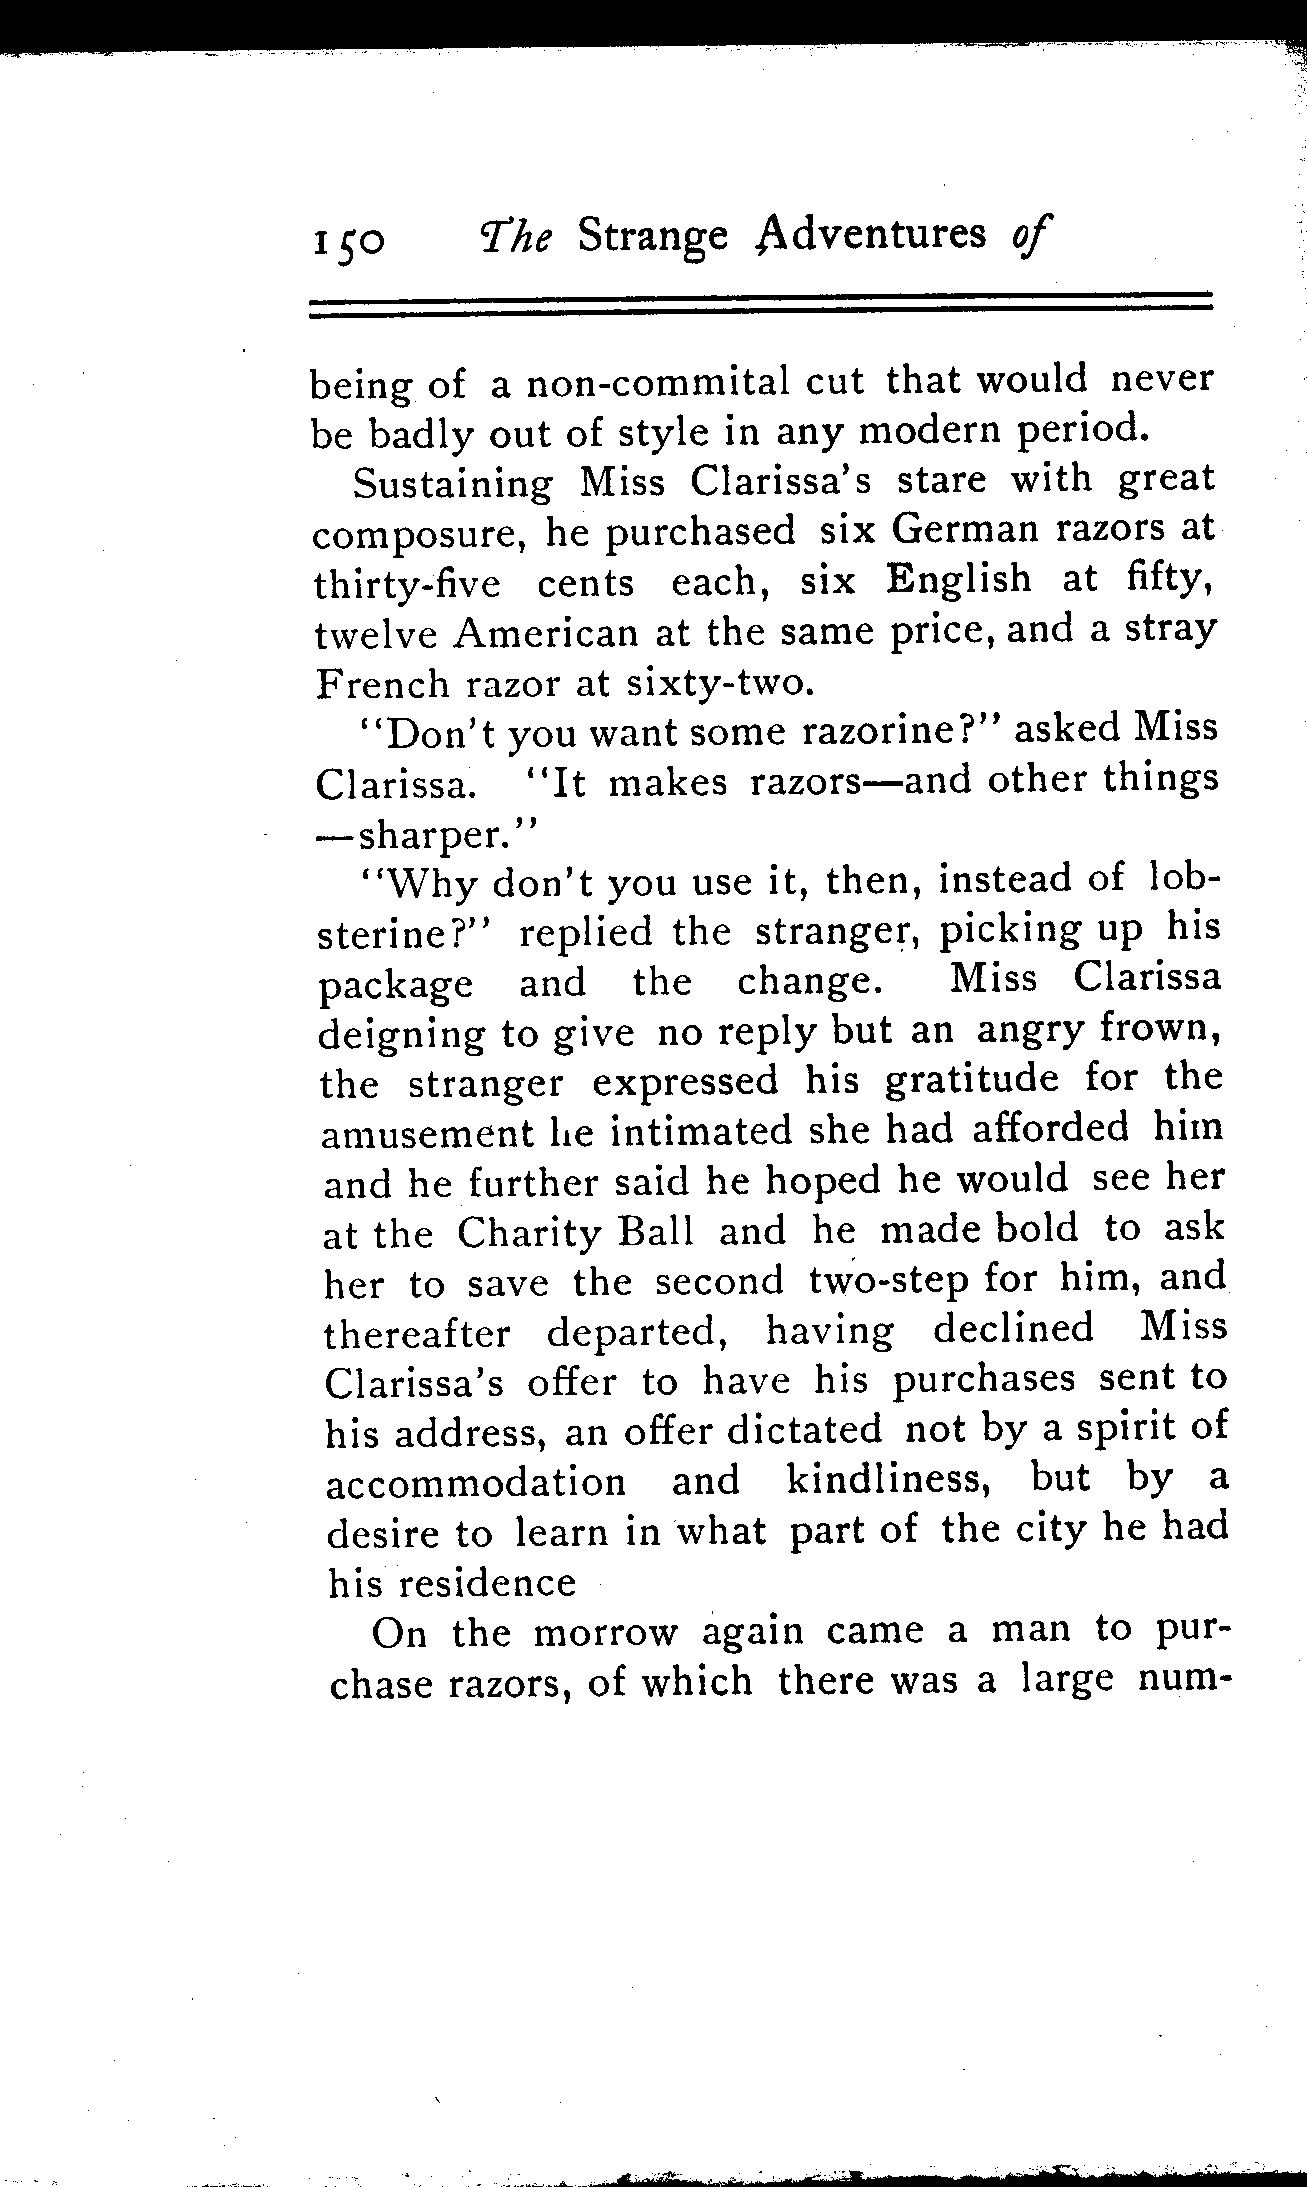 150 The Strange Adventures of
being of a non-commital cut that would never
be badly out of style in any modern period.
Sustaining Miss Clarissa's stare with great
composure, he purchased six German razors at
thirty-five cents each, six English at fifty,
twelve American at the same price, and a stray
French razor at sixty-two.
"Don't you want some razorine?" asked Miss
Clarissa. "It makes razors—and other things
—sharper."
"Why don't you use it, then, instead of lob-
sterine?" replied the stranger, picking up his
package and the change. Miss Clarissa
deigning to give no reply but an angry frown,
the stranger expressed his gratitude for the
amusement he intimated she had afforded him
and he further said he hoped he would see her
at the Charity Ball and he made bold to ask
her to save the second two-step for him, and
thereafter departed, having declined Miss
Clarissa's offer to have his purchases sent to
his address, an offer dictated not by a spirit of
accommodation and kindliness, but by a
desire to learn in what part of the city he had
his residence
On the morrow again came a man to pur-
chase razors, of which there was a large num-